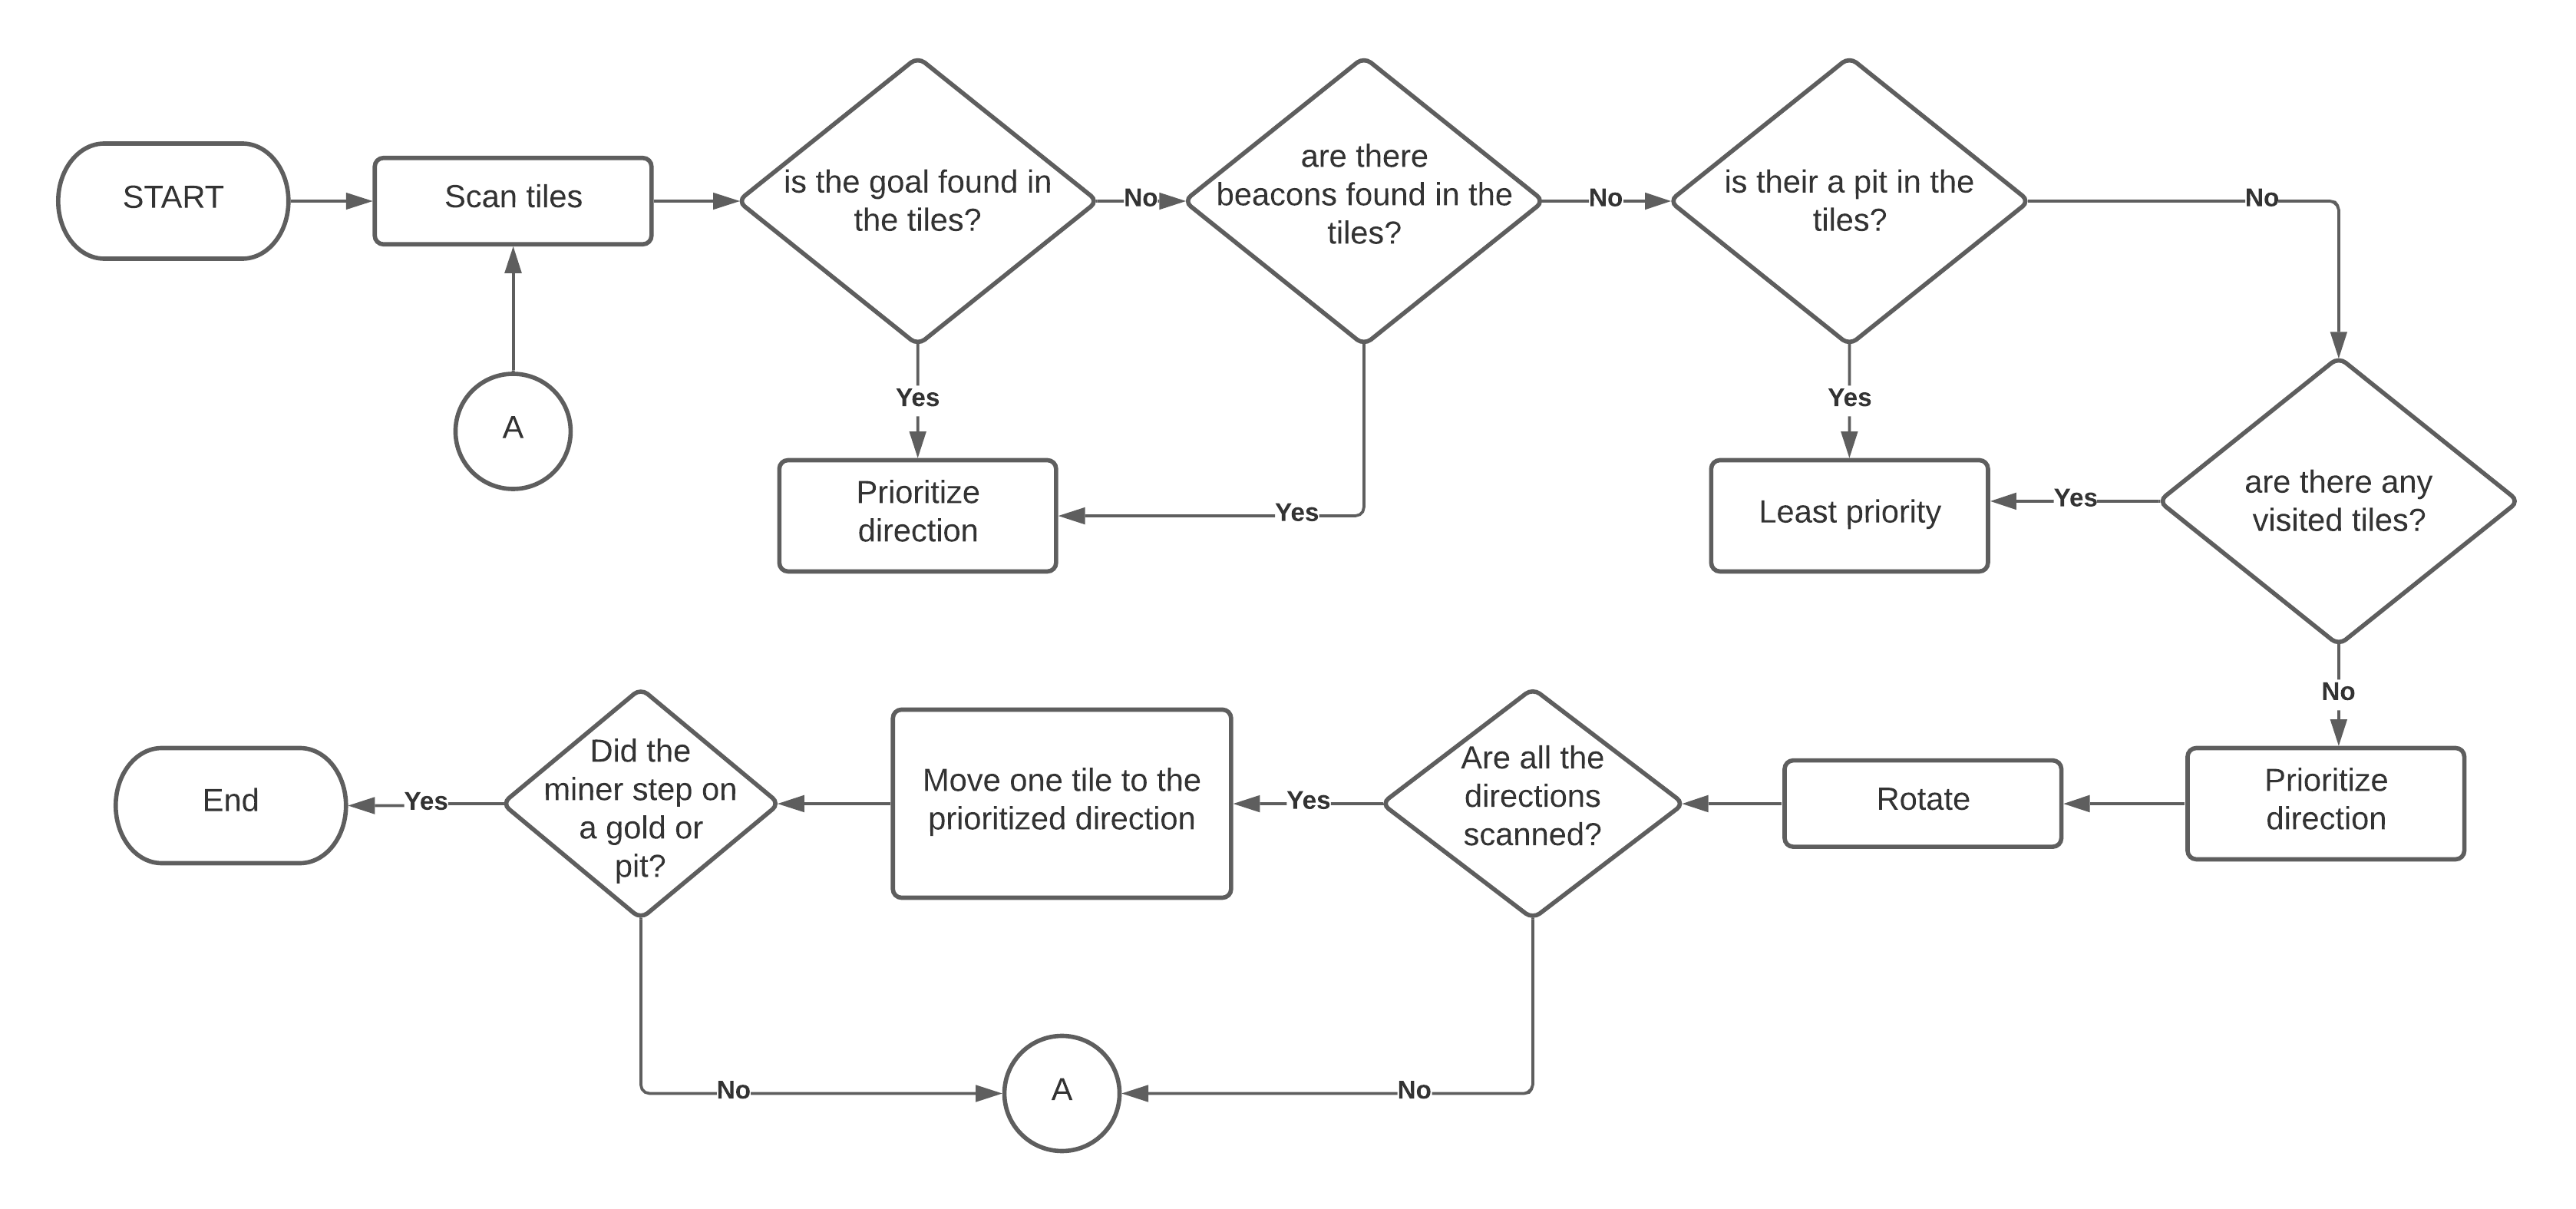 START
Scan tiles
is the goal found in
the tiles?
No
are there
beacons found in the
tiles?
No
is their a pit in the
tiles?
No
A
Yes
Prioritize
direction
Yes
Yes
Least priority
Yes
are there any
visited tiles?
No
End
Yes
Did the
miner step on
a gold or
pit?
Move one tile to the
prioritized direction
Yes
Are all the
directions
scanned?
Rotate
Prioritize
direction
No
A
No